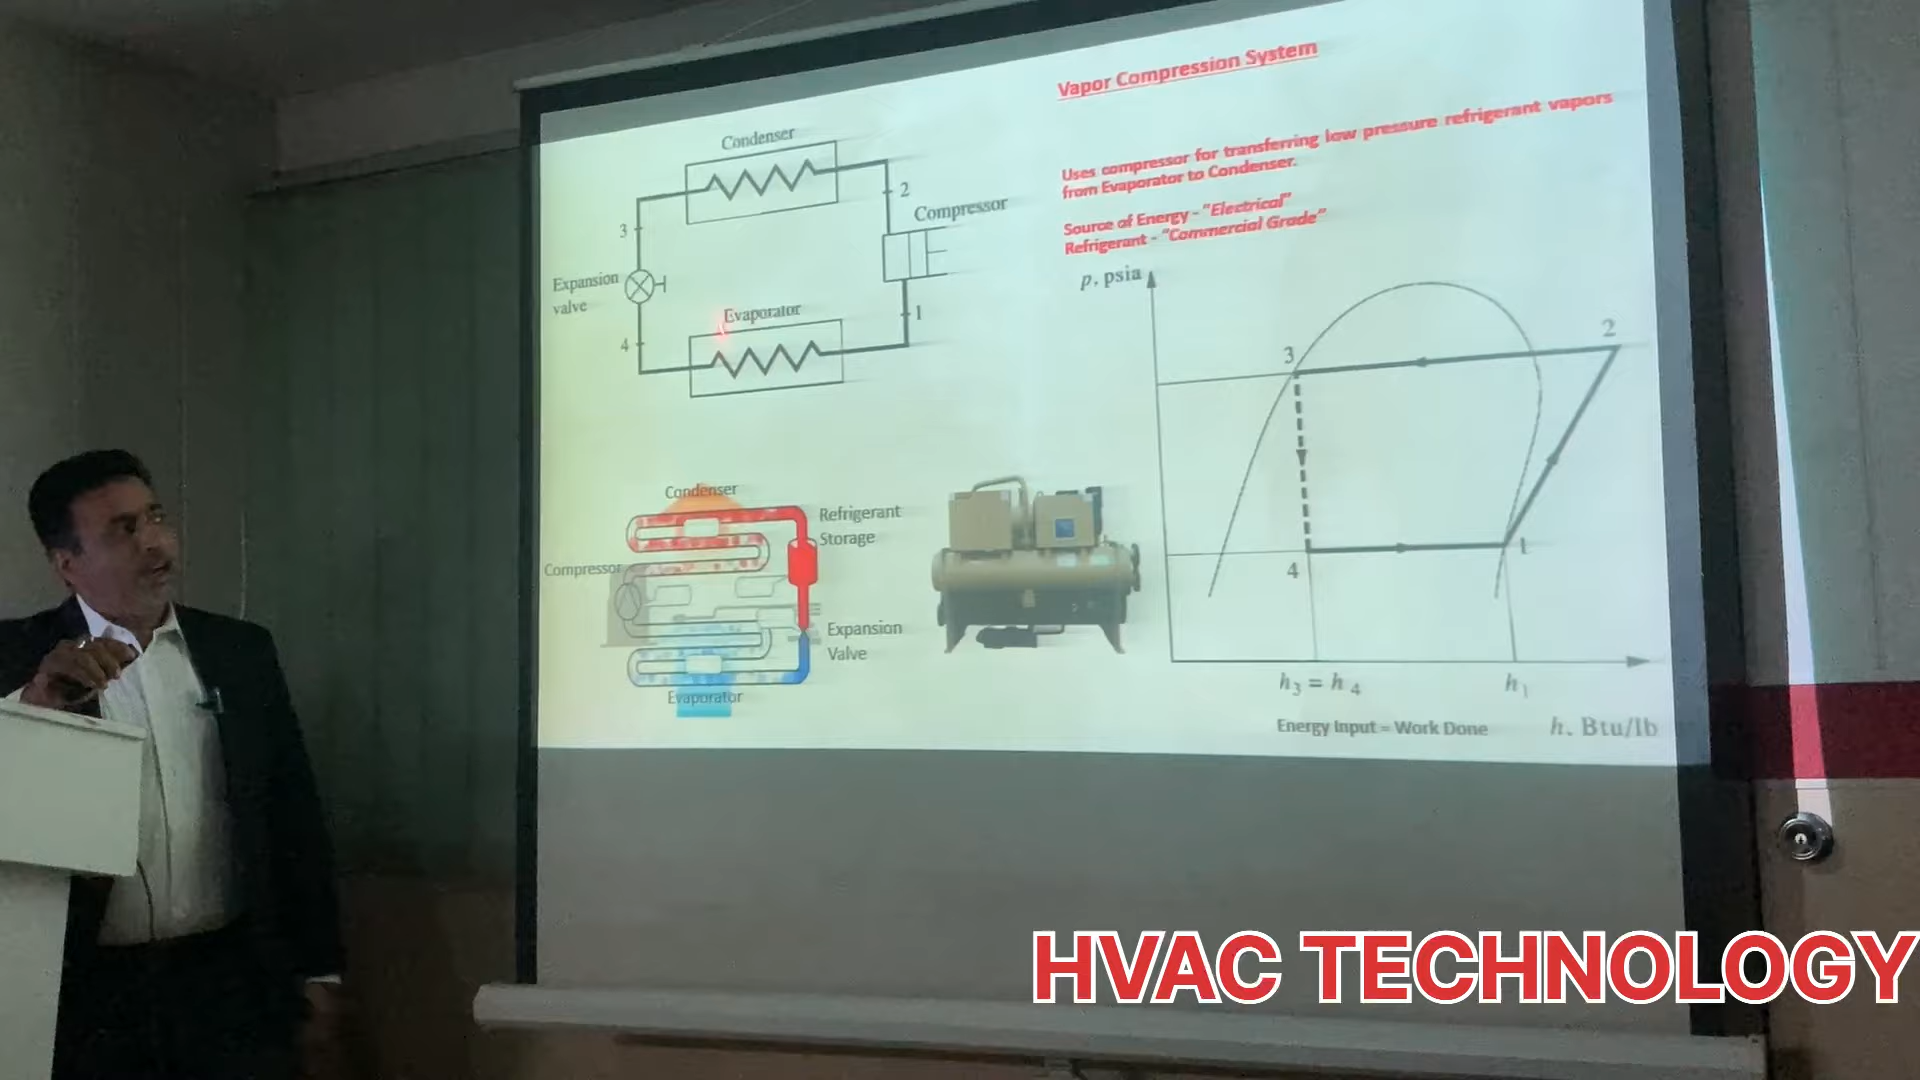 Vapor Compression System
Uses compressor for transferring low pressure refrigerant vapors
from Evaporator to Condenser.
Source of Energy - "Electrical"
Refrigerant - "Commercial Grade"
Condenser
2
Compressor
3
Expansion
valve
Evaporator
1
4
p, psia
3
2
4
1
h3 = h4
h1
Energy Input = Work Done
h, Btu/lb
Condenser
Refrigerant
Storage
Compressor
Expansion
Valve
Evaporator
HVAC TECHNOLOGY